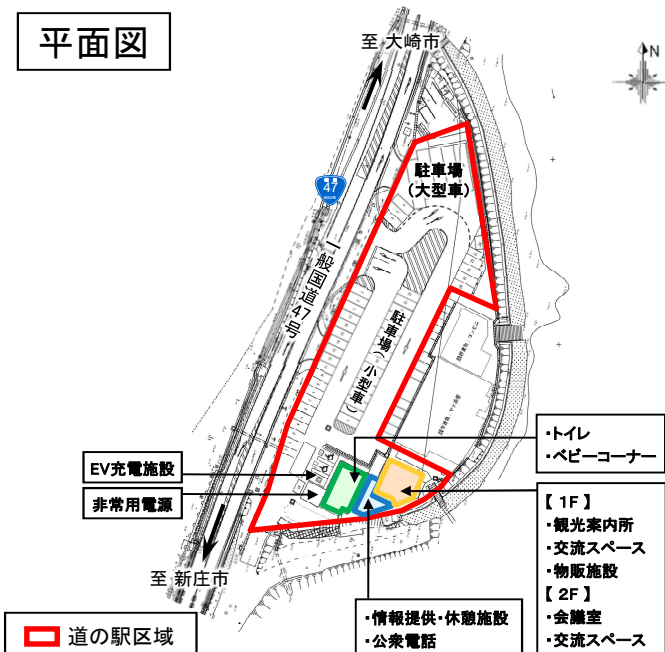 平面図
至 大崎市
N
47
ROUTE
駐車場
(大型車)
一般国道47号
駐車場(小型車)
EV充電施設
非常用電源
・トイレ
・ベビーコーナー
【 1F 】
・観光案内所
・交流スペース
・物販施設
【 2F 】
・会議室
・交流スペース
・情報提供・休憩施設
・公衆電話
至 新庄市
道の駅区域